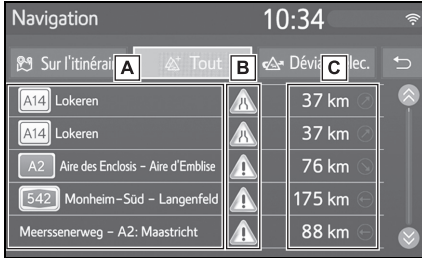 Navigation 10:34
Sur l'itinérai A Tout B Dévia C lec.
A14 Lokeren 37 km
A14 Lokeren 37 km
A2 Aire des Enclosis - Aire d'Emblise 76 km
542 Monheim-Süd - Langenfeld 175 km
Meerssenerweg - A2: Maastricht 88 km